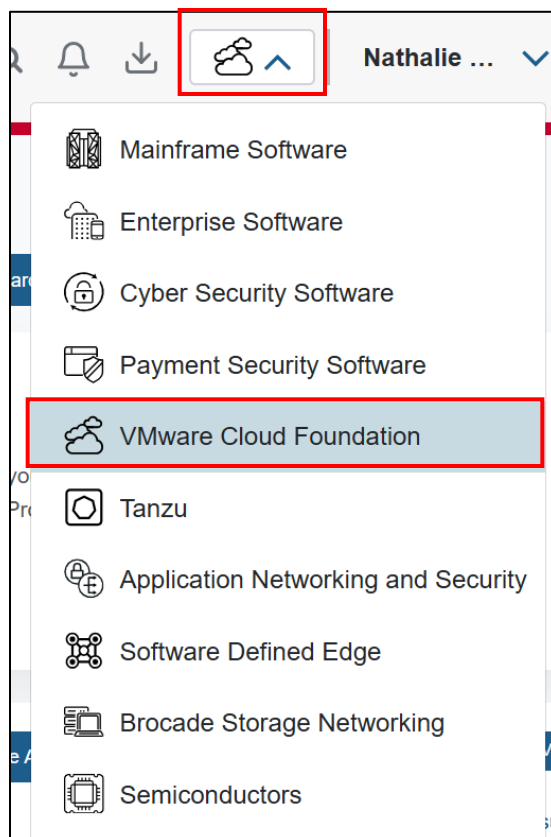 Nathalie ...
Mainframe Software
Enterprise Software
Cyber Security Software
Payment Security Software
VMware Cloud Foundation
Tanzu
Application Networking and Security
Software Defined Edge
Brocade Storage Networking
Semiconductors